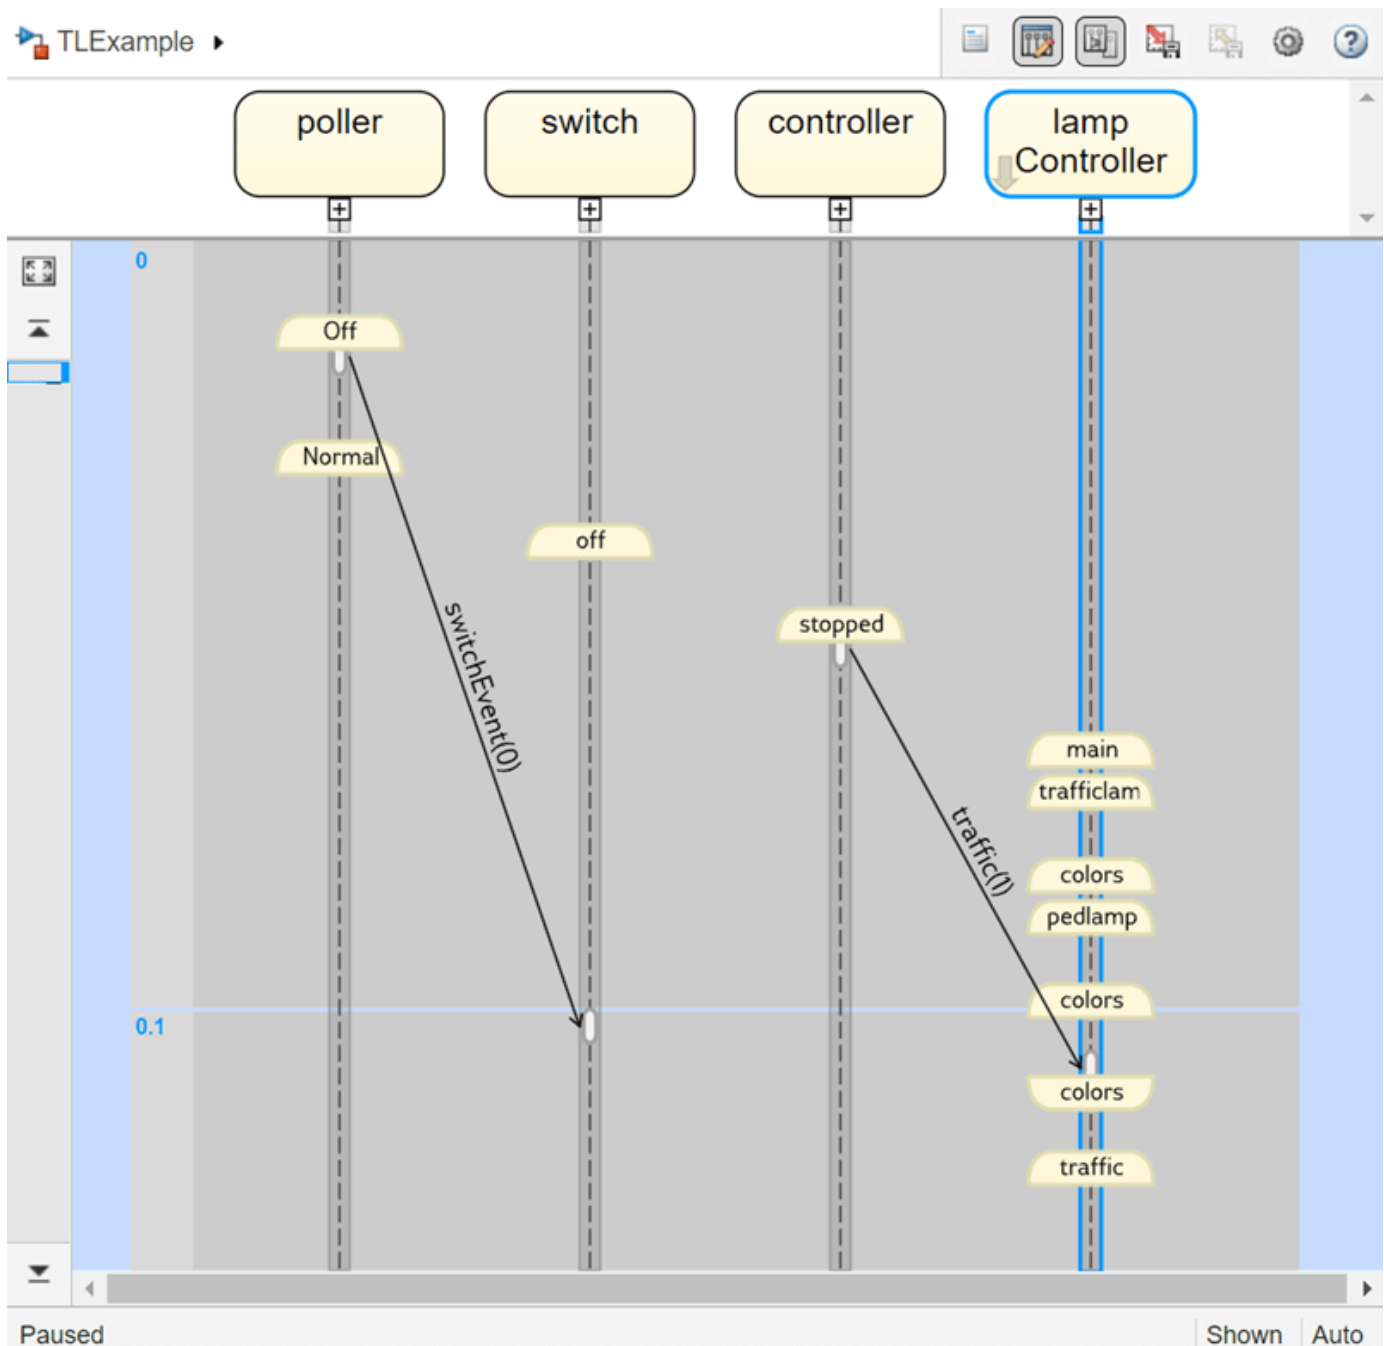 TLExample
poller
switch
controller
lamp
Controller
0
Off
Normal
off
switchEvent(0)
stopped
main
trafficlam
traffic(1)
colors
pedlamp
colors
0.1
colors
traffic
Paused
Shown
Auto